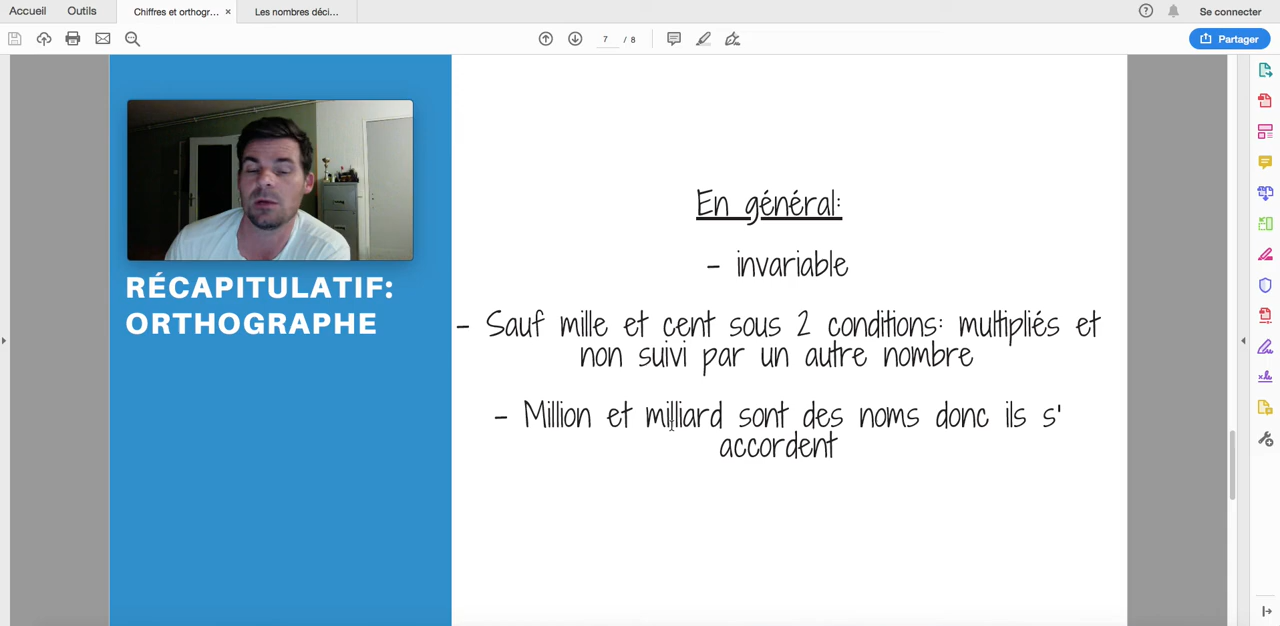 Accueil
Outils
Chiffres et orthogr... ×
Les nombres déci...
Se connecter
7 / 8
Partager
En général:
- invariable
- Sauf mille et cent sous 2 conditions: multipliés et
non suivi par un autre nombre
- Million et milliard sont des noms donc ils s'
accordent
RÉCAPITULATIF:
ORTHOGRAPHE